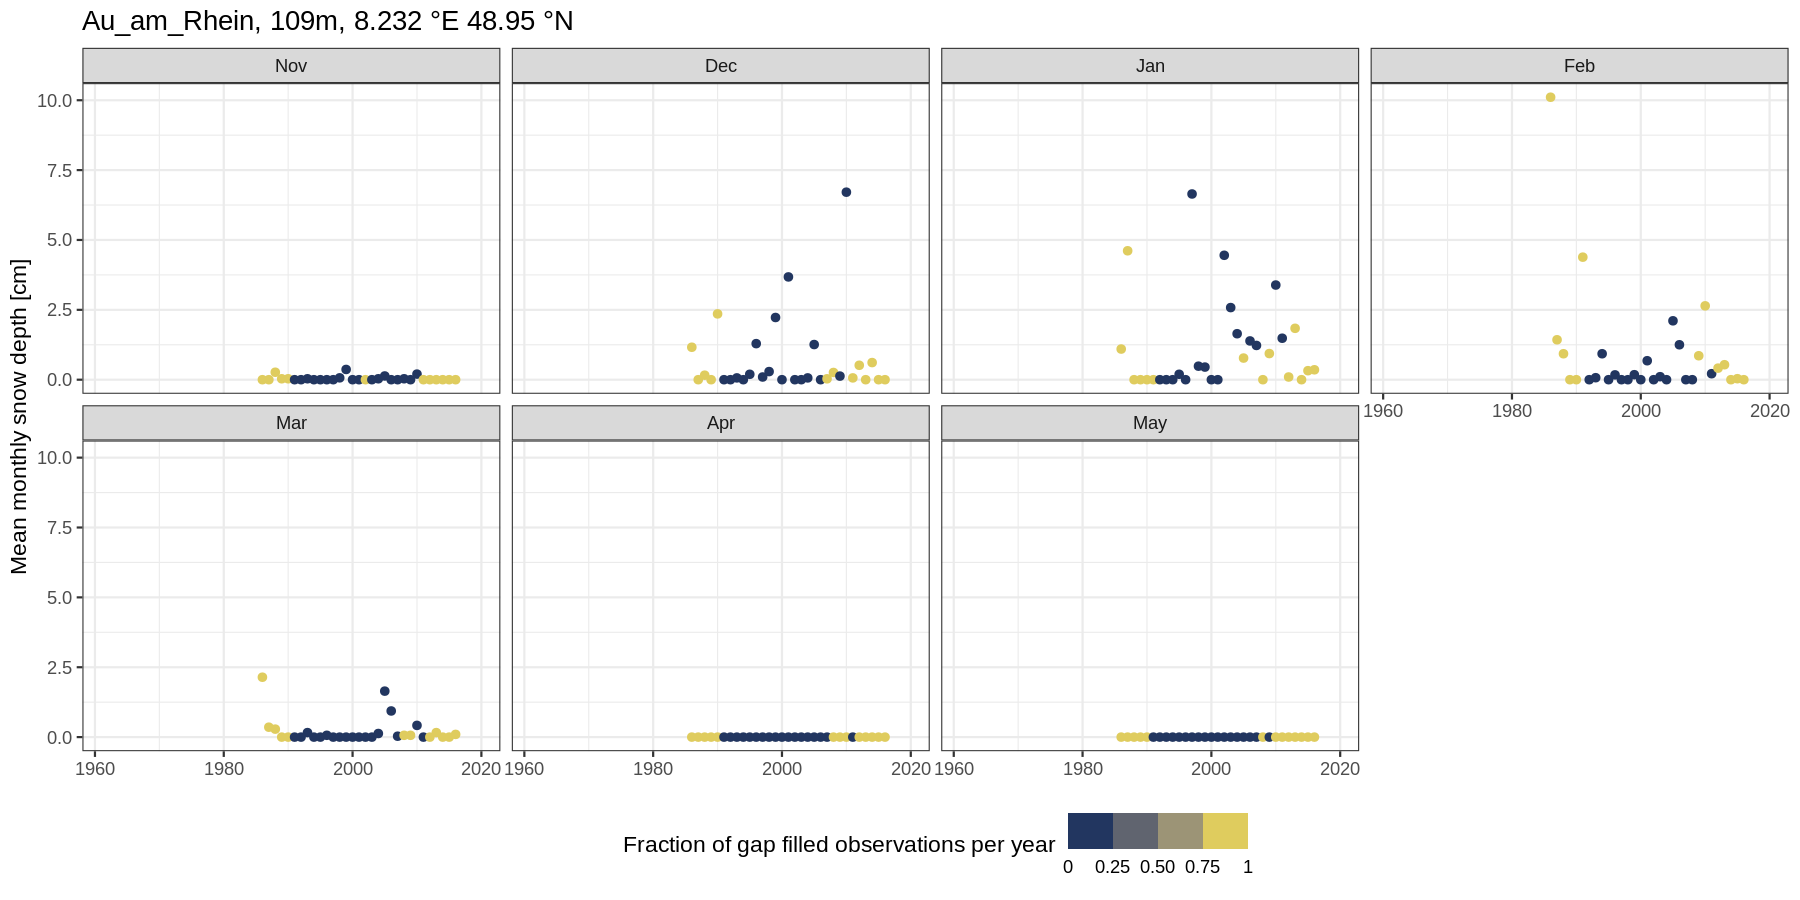 Au_am_Rhein, 109m, 8.232 °E 48.95 °N
Nov Dec Jan Feb
10.0
7.5
5.0
2.5
0.0
1960 1980 2000 2020
Mar Apr May
10.0
7.5
5.0
2.5
0.0
1960 1980 2000 2020 1960 1980 2000 2020 1960 1980 2000 2020
Mean monthly snow depth [cm]
Fraction of gap filled observations per year
0 0.25 0.50 0.75 1